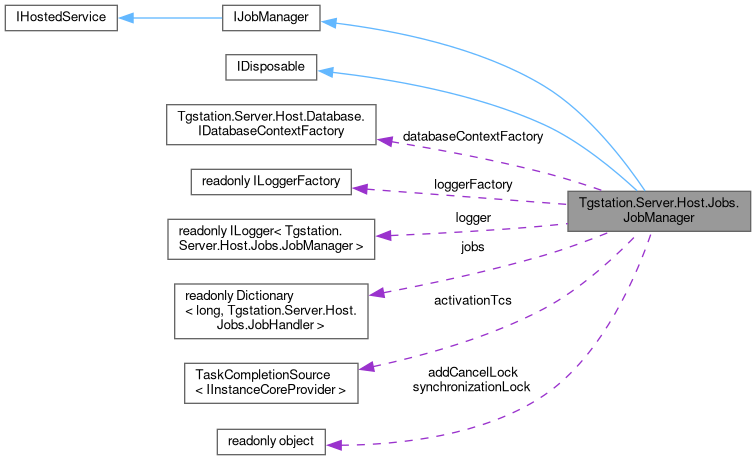 IHostedService
IJobManager
IDisposable
Tgstation.Server.Host.Database.
IDatabaseContextFactory
databaseContextFactory
readonly ILoggerFactory
loggerFactory
Tgstation.Server.Host.Jobs.
JobManager
readonly ILogger< Tgstation.
Server.Host.Jobs.JobManager >
logger
jobs
readonly Dictionary
< long, Tgstation.Server.Host.
Jobs.JobHandler >
activationTcs
TaskCompletionSource
< IInstanceCoreProvider >
addCancelLock
synchronizationLock
readonly object